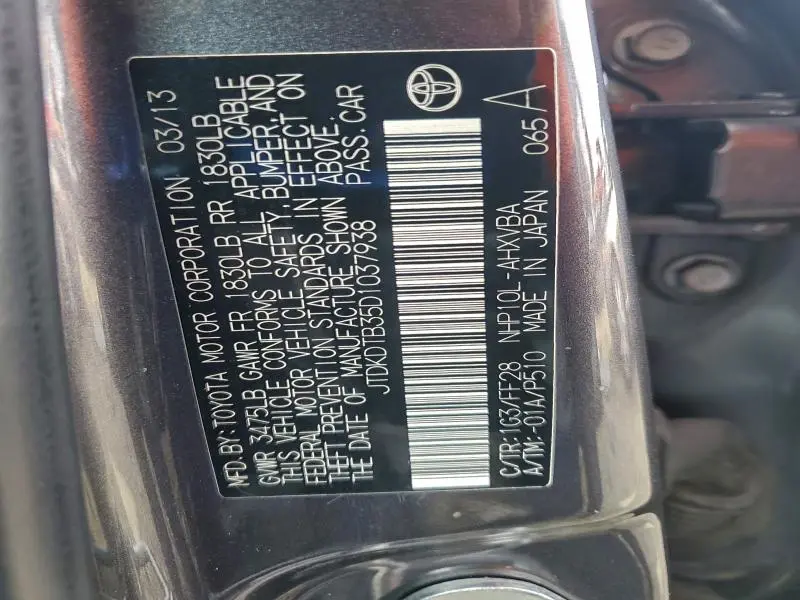 MFD. BY: TOYOTA MOTOR CORPORATION 03/13
GWR 3475LB GAWR FR 1830LB RR 1830LB
THIS VEHICLE CONFORMS TO ALL APPLICABLE
FEDERAL MOTOR VEHICLE SAFETY, BUMPER, AND
THEFT PREVENTION STANDARDS IN EFFECT ON
THE DATE OF MANUFACTURE SHOWN ABOVE.
JTDKDTB35D1037938 PASS. CAR
C/TR: 1G3/FF28 NHP10L-AHXVBA 065 A
A/TM: -01A/P510 MADE IN JAPAN